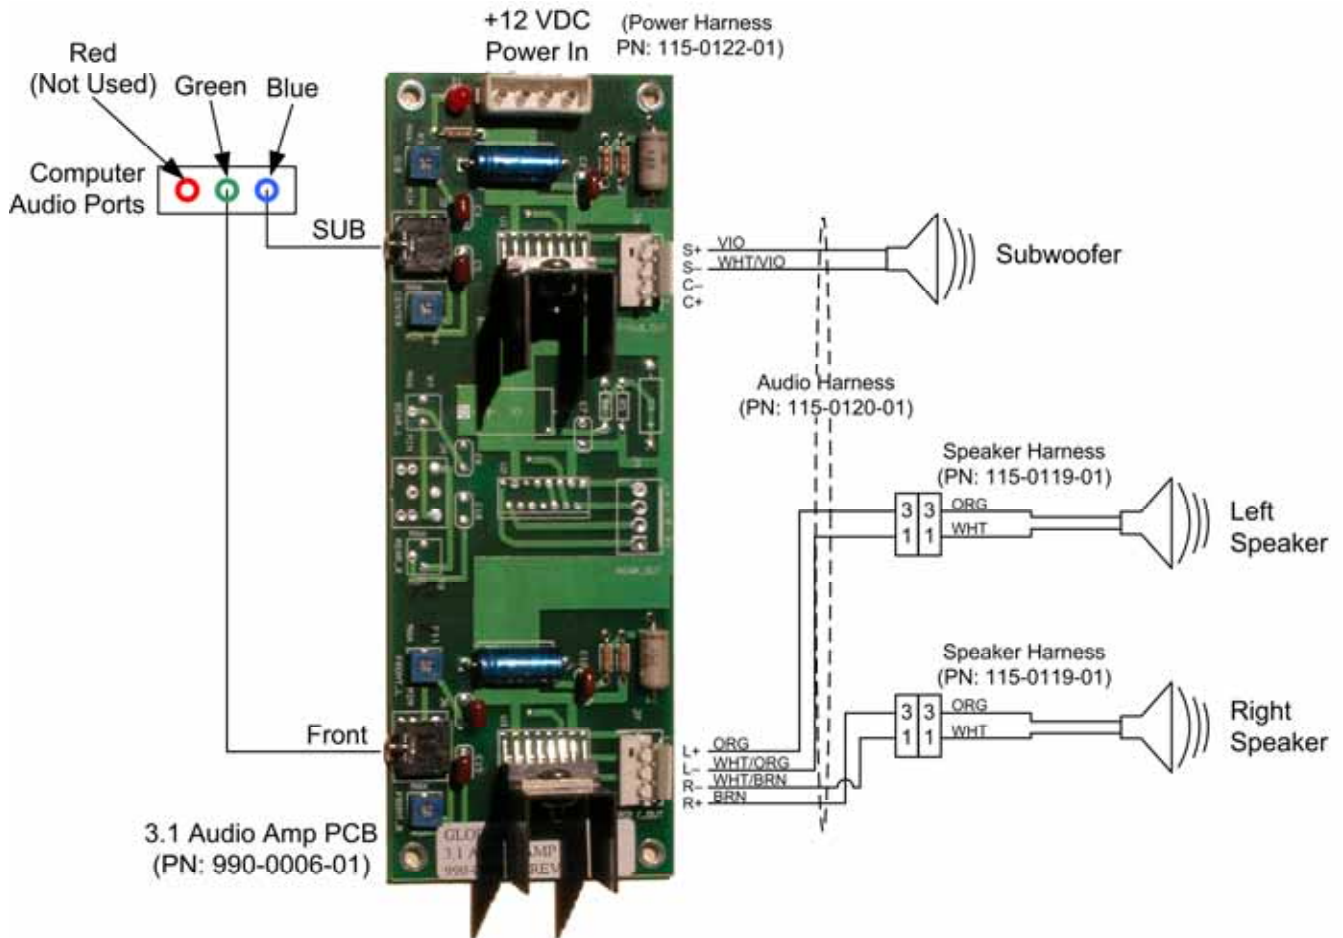 +12 VDC
Power In
(Power Harness
PN: 115-0122-01)
Red
(Not Used)
Green
Blue
Computer
Audio Ports
SUB
S+ VIO
S– WHT/VIO
C–
C+
Subwoofer
Audio Harness
(PN: 115-0120-01)
Speaker Harness
(PN: 115-0119-01)
3 3 ORG
1 1 WHT
Left
Speaker
Speaker Harness
(PN: 115-0119-01)
3 3 ORG
1 1 WHT
Right
Speaker
Front
L+ ORG
L– WHT/ORG
R– WHT/BRN
R+ BRN
3.1 Audio Amp PCB
(PN: 990-0006-01)